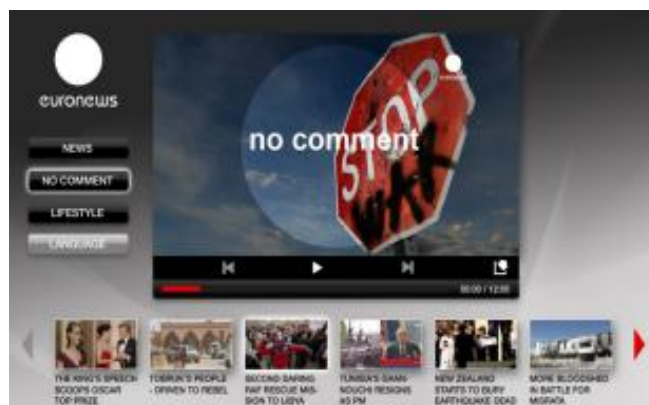 euronews
NEWS
NO COMMENT
LIFESTYLE
LANGUAGE
no comment
STOP
WAR
00:00 / 12:00
THE KING'S SPEECH
SCOOPS OSCAR
TOP PRIZE
TOBRUK'S PEOPLE
- DRIVEN TO REBEL
SECOND DARING
RAF RESCUE MIS-
SION TO LIBYA
TUNISIA'S GHAN-
NOUCHI RESIGNS
AS PM
NEW ZEALAND
STARTS TO BURY
EARTHQUAKE DEAD
MORE BLOODSHED
IN BATTLE FOR
MISRATA